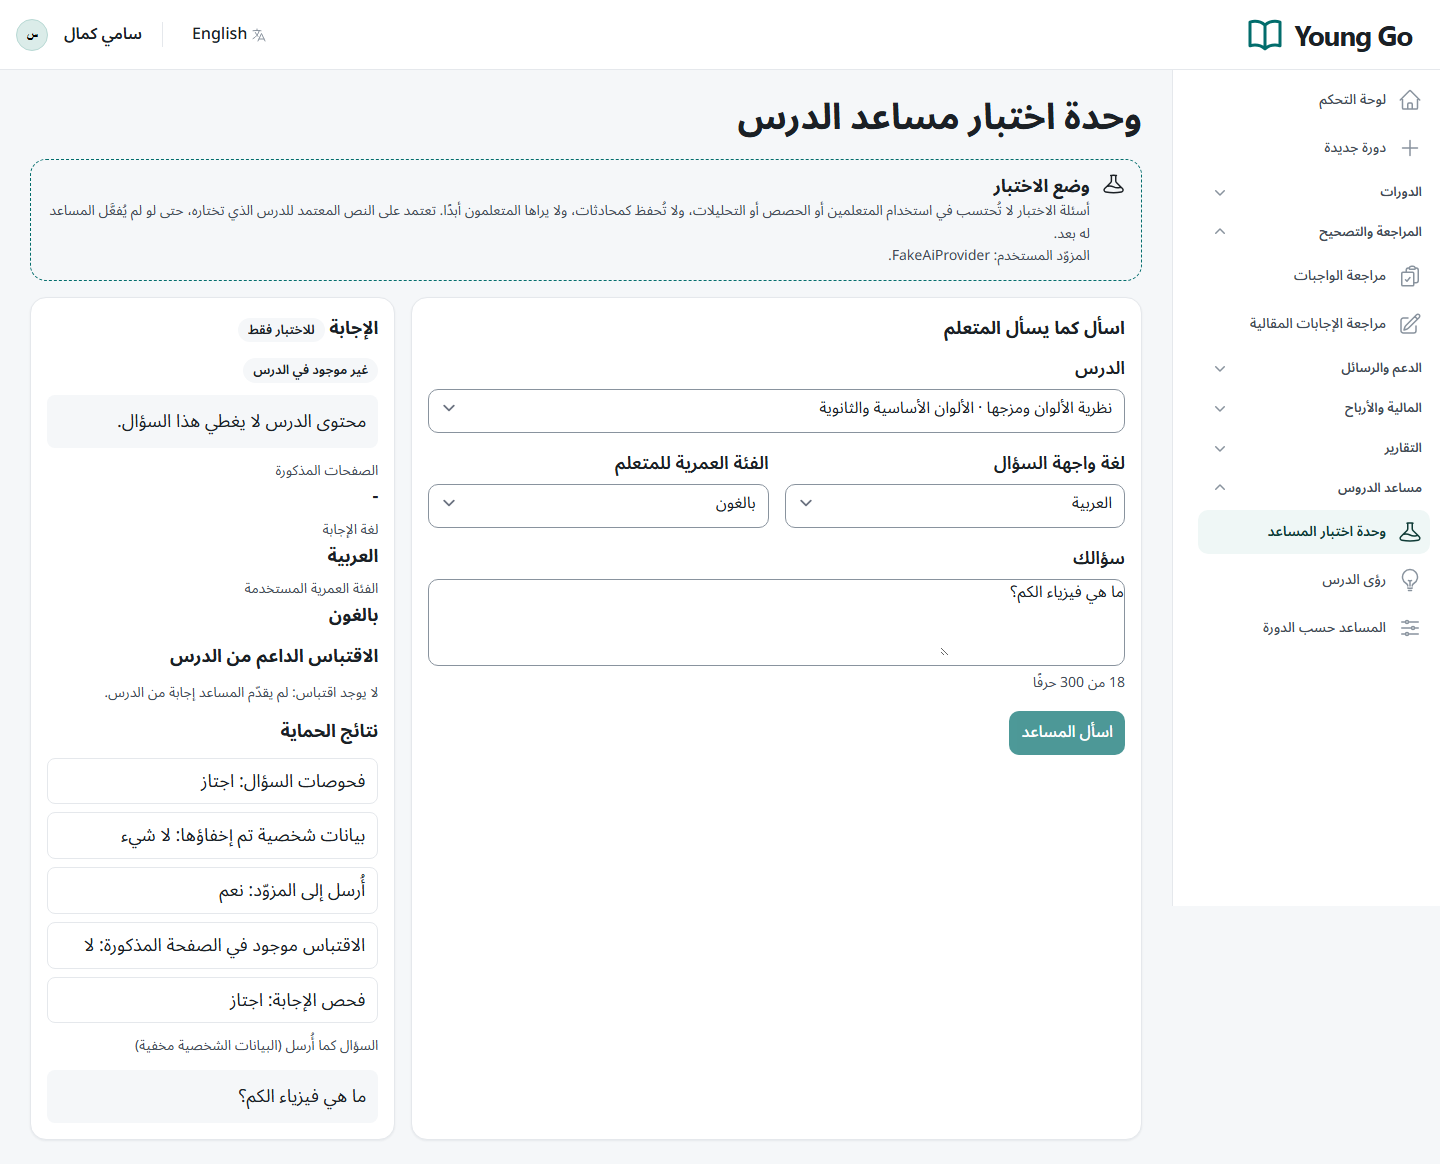 Young Go
English
سامي كمال
س
لوحة التحكم
دورة جديدة
الدورات
المراجعة والتصحيح
مراجعة الواجبات
مراجعة الإجابات المقالية
الدعم والرسائل
المالية والأرباح
التقارير
مساعد الدروس
وحدة اختبار المساعد
رؤى الدرس
المساعد حسب الدورة
وحدة اختبار مساعد الدرس
وضع الاختبار
أسئلة الاختبار لا تُحتسب في استخدام المتعلمين أو الحصص أو التحليلات، ولا تُحفظ كمحادثات، ولا يراها المتعلمون أبدًا. تعتمد على النص المعتمد للدرس الذي تختاره، حتى لو لم يُفعَّل المساعد
له بعد.
المزوّد المستخدم: FakeAiProvider.
اسأل كما يسأل المتعلم
الدرس
نظرية الألوان ومزجها · الألوان الأساسية والثانوية
لغة واجهة السؤال
العربية
الفئة العمرية للمتعلم
بالغون
سؤالك
ما هي فيزياء الكم؟
18 من 300 حرفًا
اسأل المساعد
الإجابة
للاختبار فقط
غير موجود في الدرس
محتوى الدرس لا يغطي هذا السؤال.
الصفحات المذكورة
-
لغة الإجابة
العربية
الفئة العمرية المستخدمة
بالغون
الاقتباس الداعم من الدرس
لا يوجد اقتباس: لم يقدّم المساعد إجابة من الدرس.
نتائج الحماية
فحوصات السؤال: اجتاز
بيانات شخصية تم إخفاؤها: لا شيء
أُرسل إلى المزوّد: نعم
الاقتباس موجود في الصفحة المذكورة: لا
فحص الإجابة: اجتاز
السؤال كما أُرسل (البيانات الشخصية مخفية)
ما هي فيزياء الكم؟